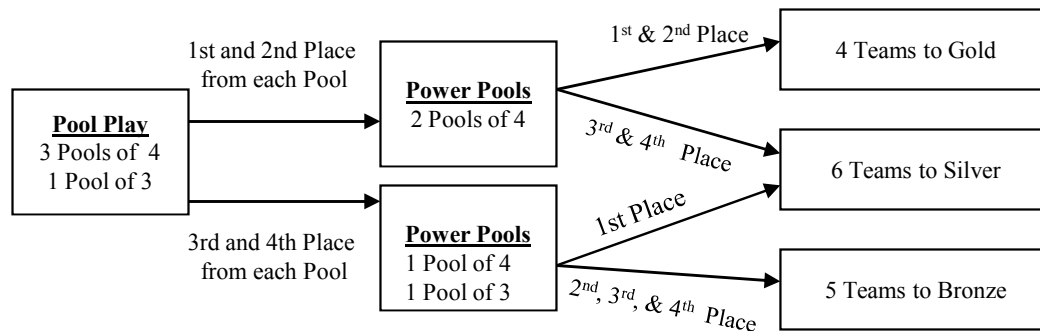 Pool Play
3 Pools of 4
1 Pool of 3
1st and 2nd Place
from each Pool
3rd and 4th Place
from each Pool
Power Pools
2 Pools of 4
Power Pools
1 Pool of 4
1 Pool of 3
1st & 2nd Place
3rd & 4th Place
1st Place
2nd, 3rd, & 4th Place
4 Teams to Gold
6 Teams to Silver
5 Teams to Bronze